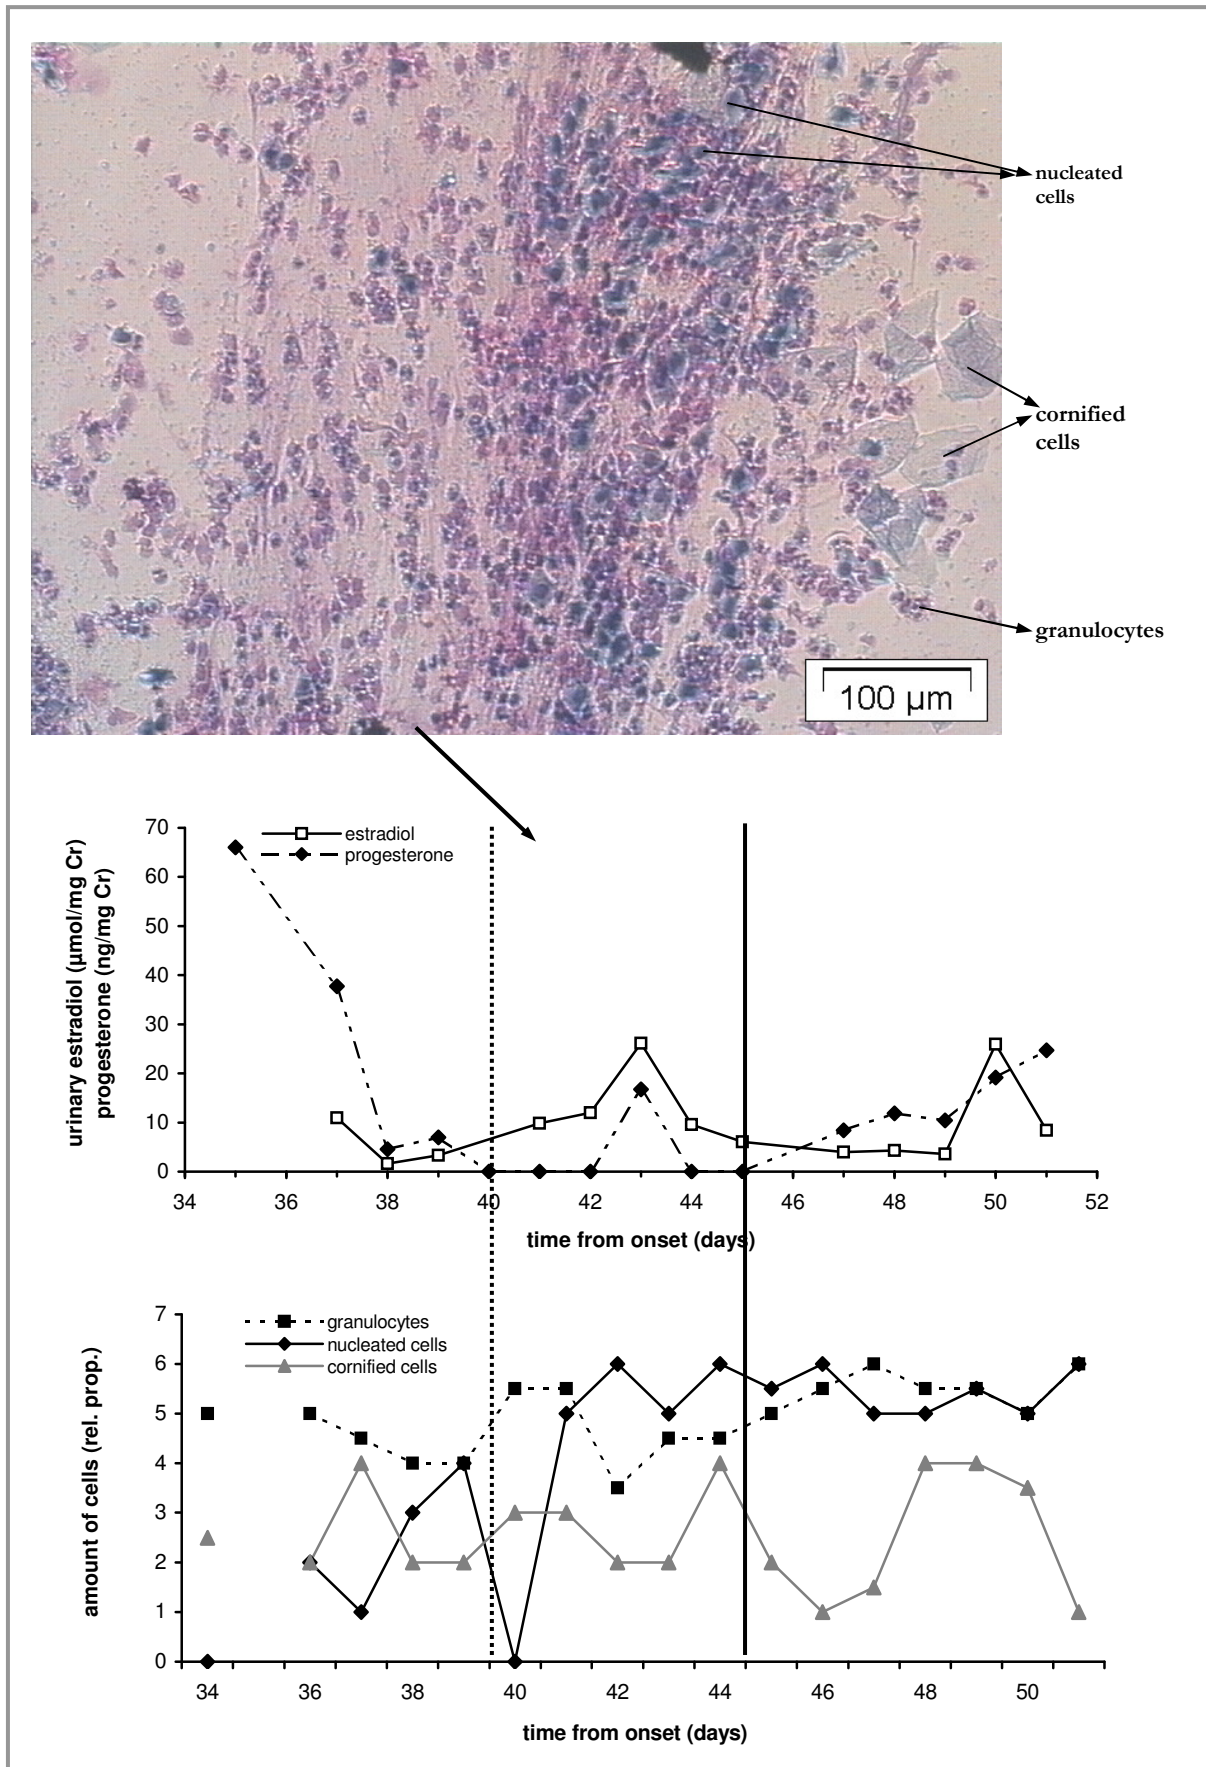 nucleated
cells
cornified
cells
granulocytes
100 µm
urinary estradiol (µmol/mg Cr)
progesterone (ng/mg Cr)
70
60
50
40
30
20
10
0
estradiol
progesterone
34 36 38 40 42 44 46 48 50 52
time from onset (days)
amount of cells (rel. prop.)
7
6
5
4
3
2
1
0
granulocytes
nucleated cells
cornified cells
34 36 38 40 42 44 46 48 50
time from onset (days)